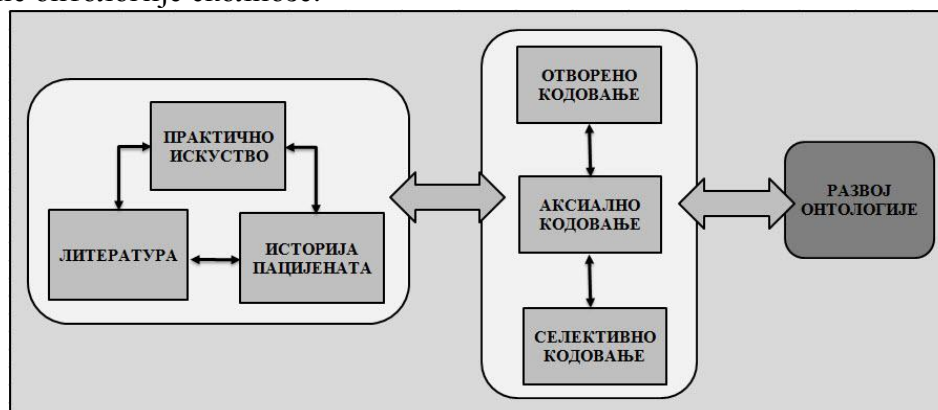 ПРАКТИЧНО
ИСКУСТВО
ЛИТЕРАТУРА
ИСТОРИЈА
ПАЦИЈЕНАТА
ОТВОРЕНО
КОДОВАЊЕ
АКСИАЛНО
КОДОВАЊЕ
СЕЛЕКТИВНО
КОДОВАЊЕ
РАЗВОЈ
ОНТОЛОГИЈЕ